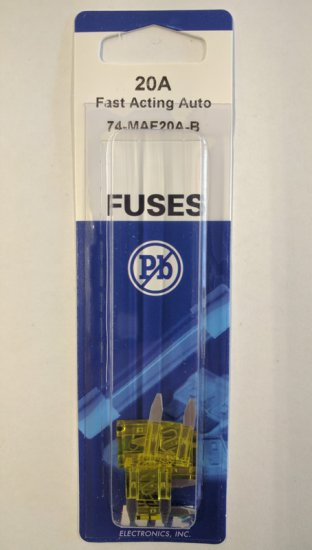 20A
Fast Acting Auto
74-MAF20A-B
FUSES
Pb
ELECTRONICS, INC.